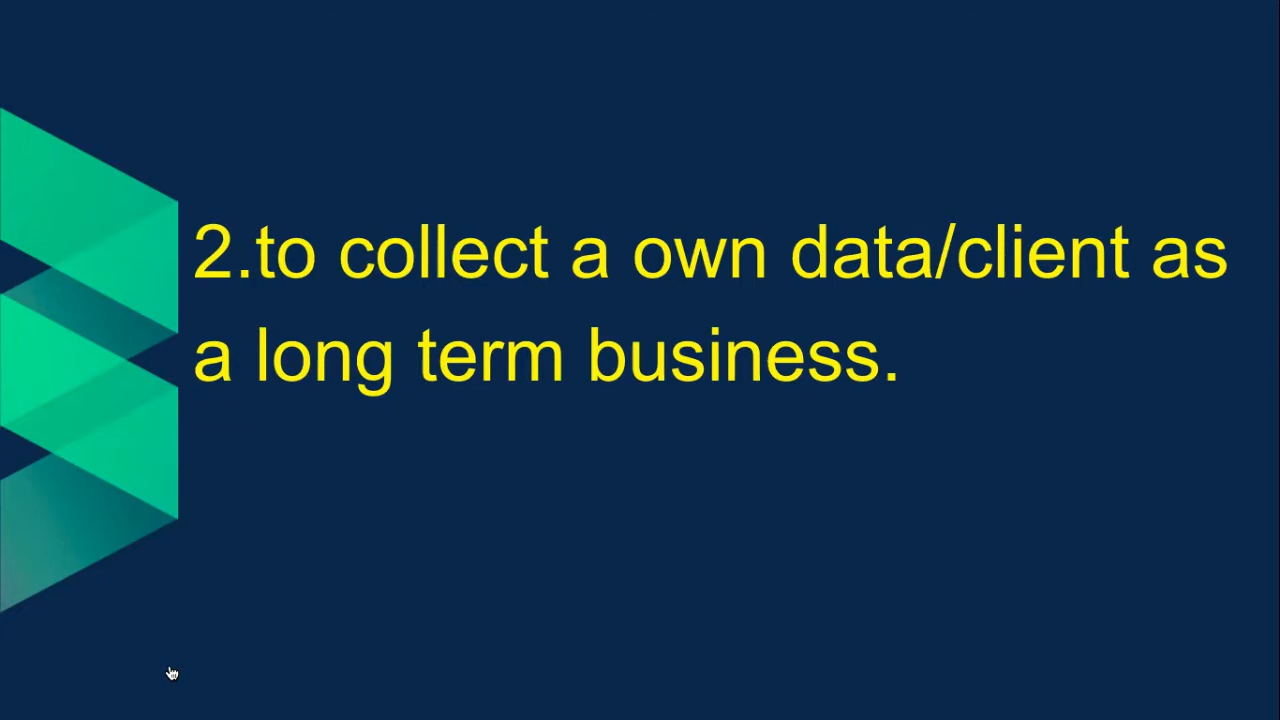 2.to collect a own data/client as
a long term business.